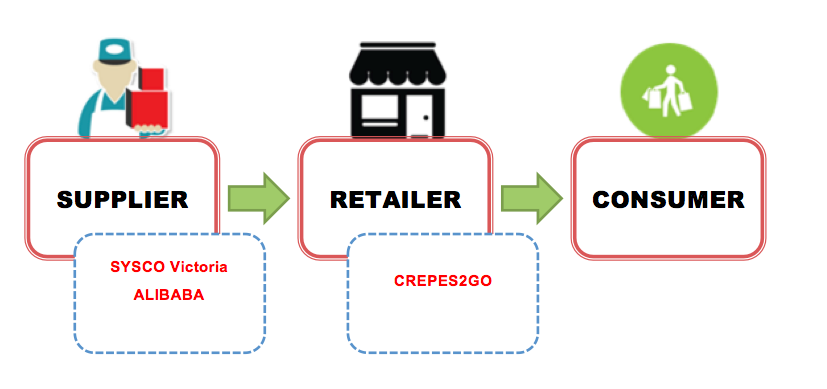 SUPPLIER
RETAILER
CONSUMER
SYSCO Victoria
ALIBABA
CREPES2GO